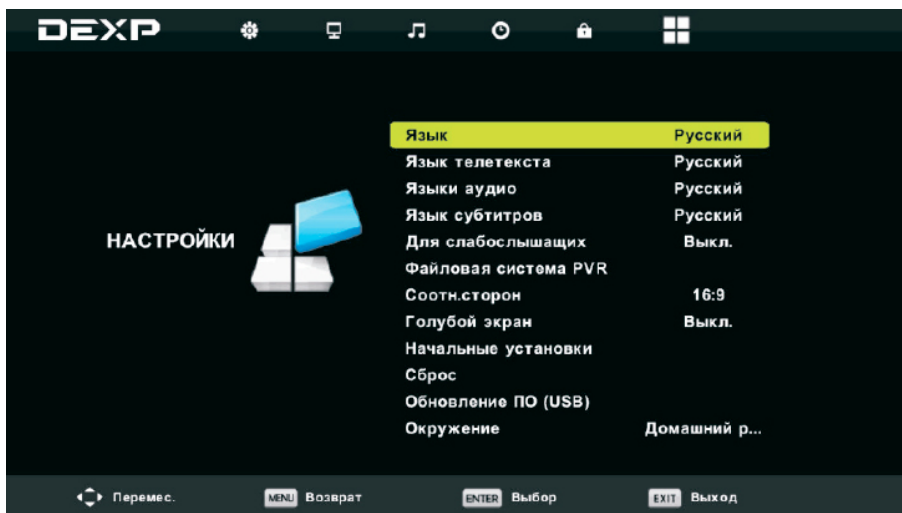 DEXP
Язык Русский
Язык телетекста Русский
Языки аудио Русский
Язык субтитров Русский
НАСТРОЙКИ
Для слабослышащих Выкл.
Файловая система PVR
Соотн.сторон 16:9
Голубой экран Выкл.
Начальные установки
Сброс
Обновление ПО (USB)
Окружение Домашний р...
Перемес. MENU Возврат ENTER Выбор EXIT Выход